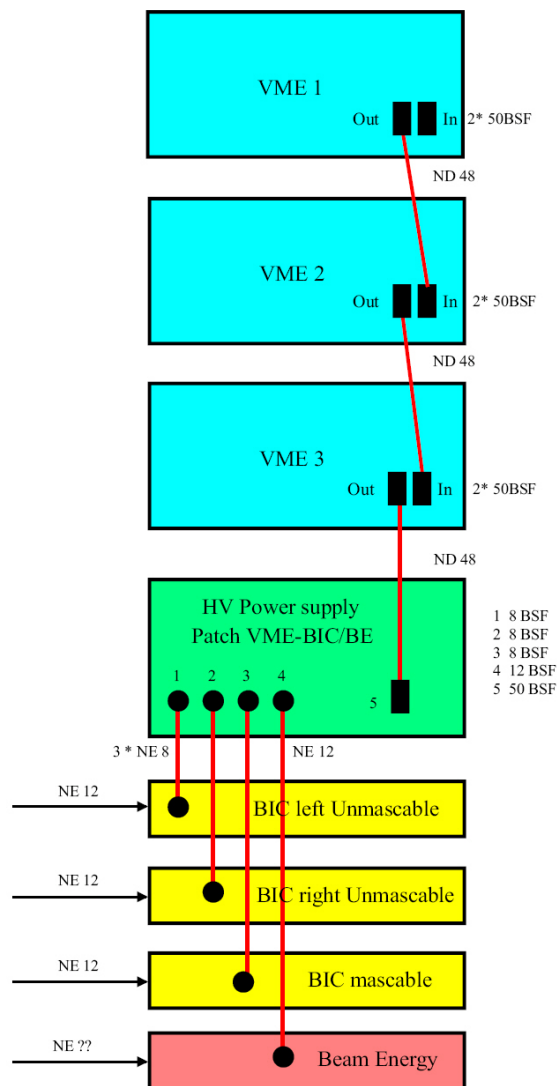 VME 1
Out In 2* 50BSF
ND 48
VME 2
Out In 2* 50BSF
ND 48
VME 3
Out In 2* 50BSF
ND 48
HV Power supply
Patch VME-BIC/BE
1 2 3 4
5
1 8 BSF
2 8 BSF
3 8 BSF
4 12 BSF
5 50 BSF
3 * NE 8 NE 12
NE 12
BIC left Unmascable
NE 12
BIC right Unmascable
NE 12
BIC mascable
NE ??
Beam Energy